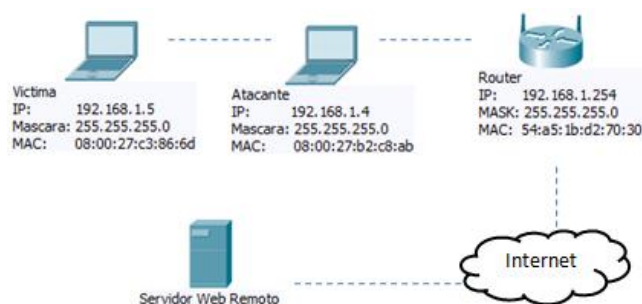 Victima
IP: 192.168.1.5
Mascara: 255.255.255.0
MAC: 08:00:27:c3:86:6d
Atacante
IP: 192.168.1.4
Mascara: 255.255.255.0
MAC: 08:00:27:b2:c8:ab
Router
IP: 192.168.1.254
MASK: 255.255.255.0
MAC: 54:a5:1b:d2:70:30
Internet
Servidor Web Remoto